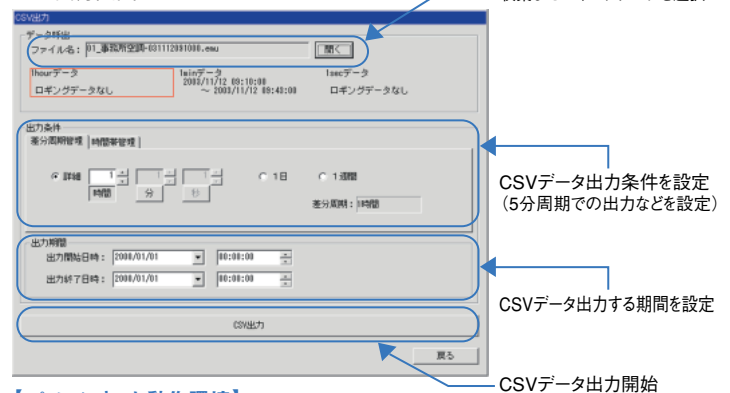 CSV出力
データ呼出
ファイル名：
01_事務所空調-031112091000.emu
開く
1hourデータ
ロギングデータなし
1minデータ
2003/11/12 09:10:00
～ 2003/11/12 09:43:00
1secデータ
ロギングデータなし
出力条件
差分周期管理
時間帯管理
詳細
1
1
1
時間
分
秒
1日
1週間
差分周期：
1時間
出力期間
出力開始日時：
2008/01/01
00:00:00
出力終了日時：
2008/01/01
00:00:00
CSV出力
戻る
CSVデータ出力条件を設定
（5分周期での出力などを設定）
CSVデータ出力する期間を設定
CSVデータ出力開始